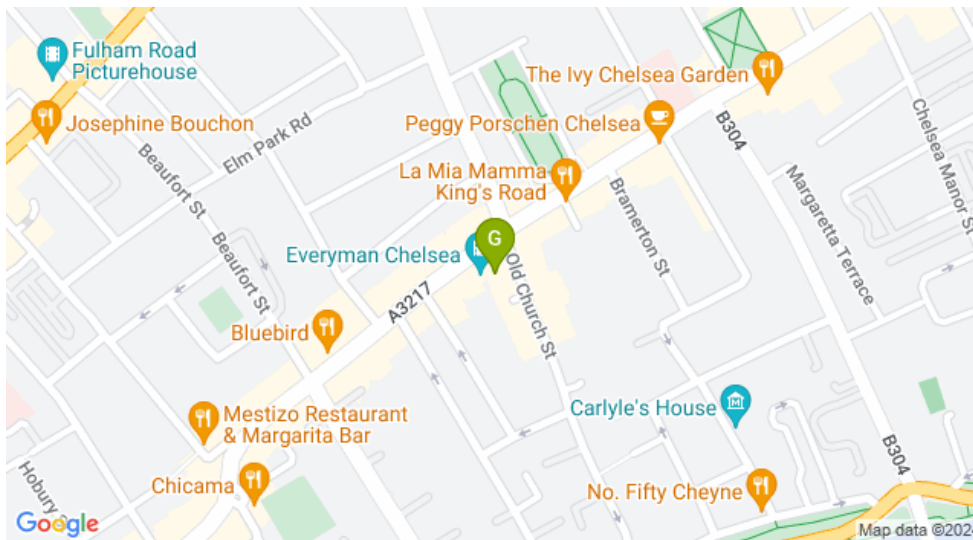 Fulham Road
Picturehouse
Josephine Bouchon
Elm Park Rd
Beaufort St
Beaufort St
The Ivy Chelsea Garden
Peggy Porschen Chelsea
B304
Chelsea Manor St
La Mia Mamma
King's Road
Bramerton St
Margaretta Terrace
G
Everyman Chelsea
Old Church St
A3217
Bluebird
Mestizo Restaurant
& Margarita Bar
Carlyle's House
B304
Chicama
No. Fifty Cheyne
Hobury
Google
Map data ©202